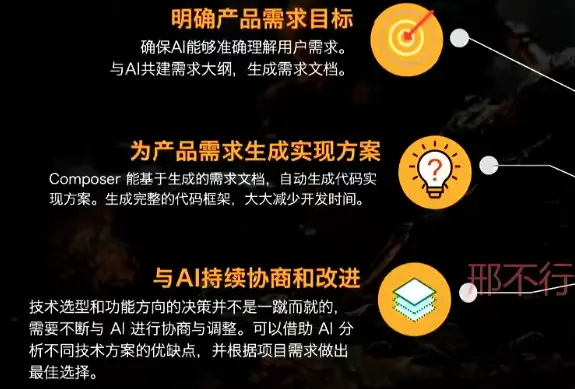 明确产品需求目标
确保AI能够准确理解用户需求。
与AI共建需求大纲，生成需求文档。
为产品需求生成实现方案
Composer 能基于生成的需求文档，自动生成代码实
现方案。生成完整的代码框架，大大减少开发时间。
?
与AI持续协商和改进
邢不行
技术选型和功能方向的决策并不是一蹴而就的，
需要不断与 AI 进行协商与调整。可以借助 AI 分
析不同技术方案的优缺点，并根据项目需求做出
最佳选择。